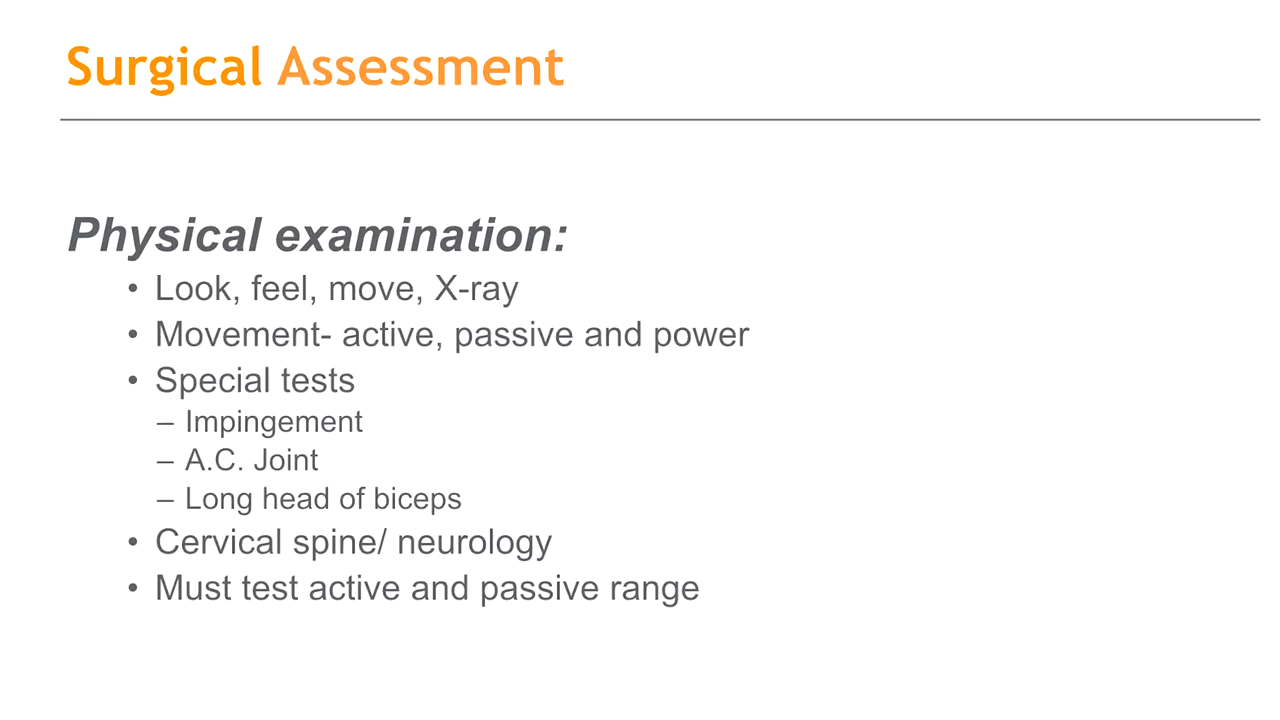 Surgical Assessment
Physical examination:
• Look, feel, move, X-ray
• Movement- active, passive and power
• Special tests
– Impingement
– A.C. Joint
– Long head of biceps
• Cervical spine/ neurology
• Must test active and passive range